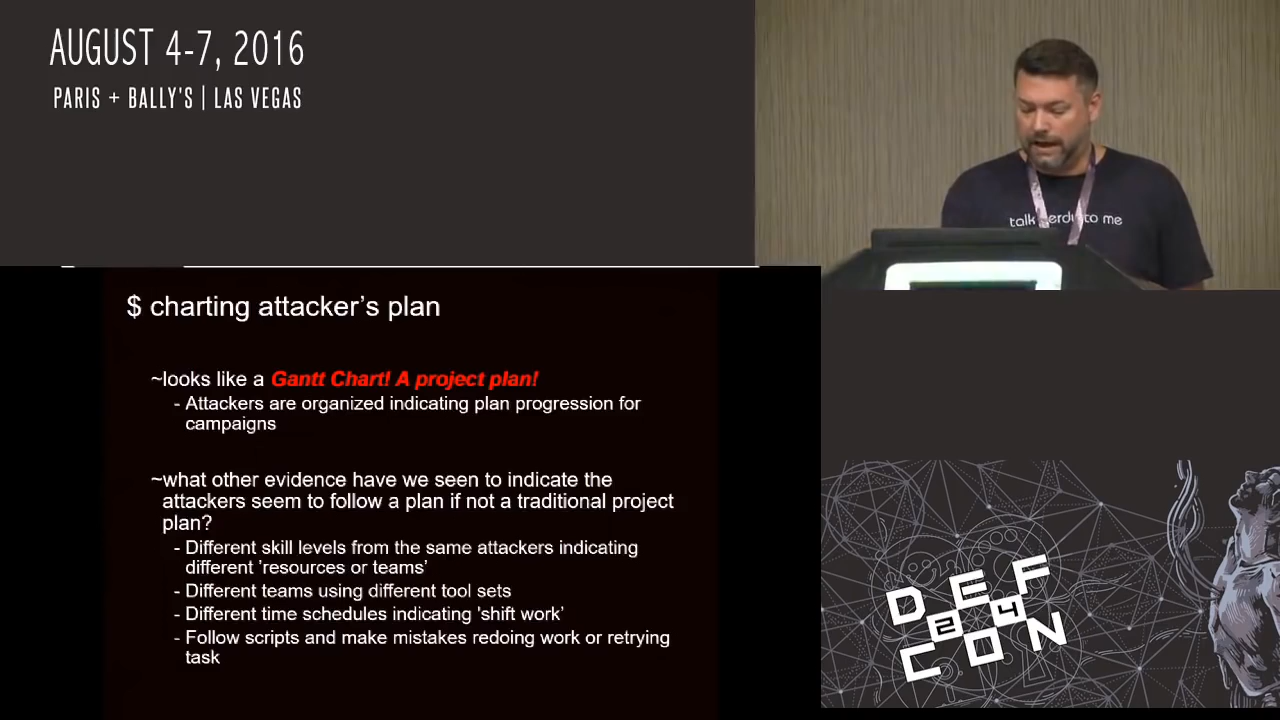 AUGUST 4-7, 2016
PARIS + BALLY'S | LAS VEGAS
talk nerdy to me
$ charting attacker's plan
~looks like a Gantt Chart! A project plan!
- Attackers are organized indicating plan progression for
campaigns
~what other evidence have we seen to indicate the
attackers seem to follow a plan if not a traditional project
plan?
- Different skill levels from the same attackers indicating
different 'resources or teams'
- Different teams using different tool sets
- Different time schedules indicating 'shift work'
- Follow scripts and make mistakes redoing work or retrying
task
DEF
24
CON